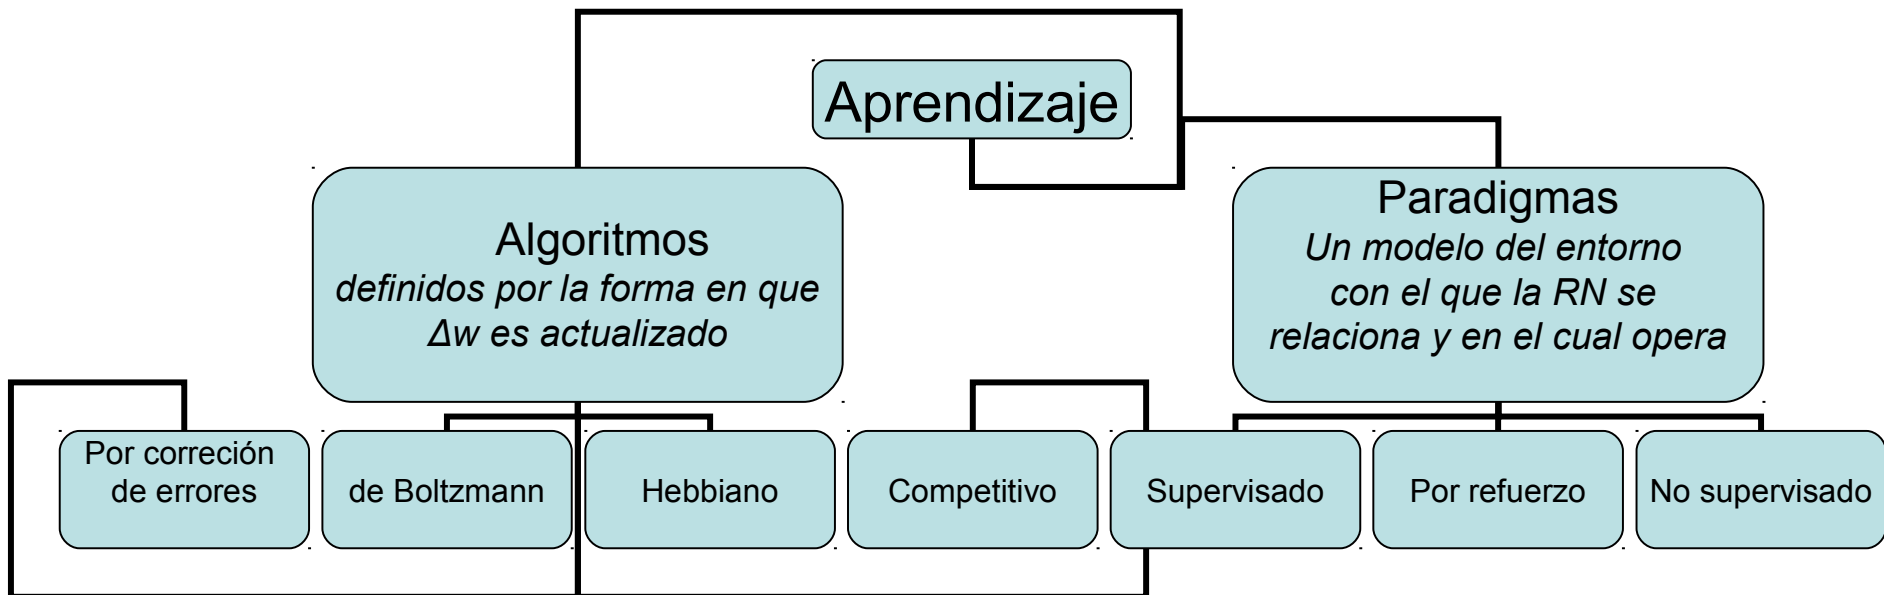 Aprendizaje
Algoritmos
definidos por la forma en que
Δw es actualizado
Paradigmas
Un modelo del entorno
con el que la RN se
relaciona y en el cual opera
Por correción
de errores
de Boltzmann
Hebbiano
Competitivo
Supervisado
Por refuerzo
No supervisado